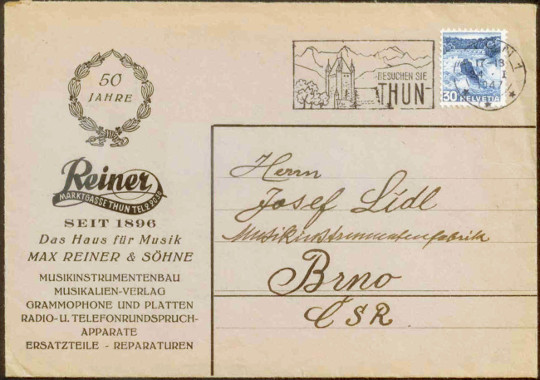 50
JAHRE
Reiner
MARKTGASSE THUN TEL.
SEIT 1896
Das Haus für Musik
MAX REINER & SÖHNE
MUSIKINSTRUMENTENBAU
MUSIKALIEN-VERLAG
GRAMMOPHONE UND PLATTEN
RADIO- U. TELEFONRUNDSPRUCH-
APPARATE
ERSATZTEILE - REPARATUREN
BESUCHEN SIE
THUN
30 HELVETIA
Herrn
Josef Lídl
Musikinstrumentenfabrik
Brno
ČSR.